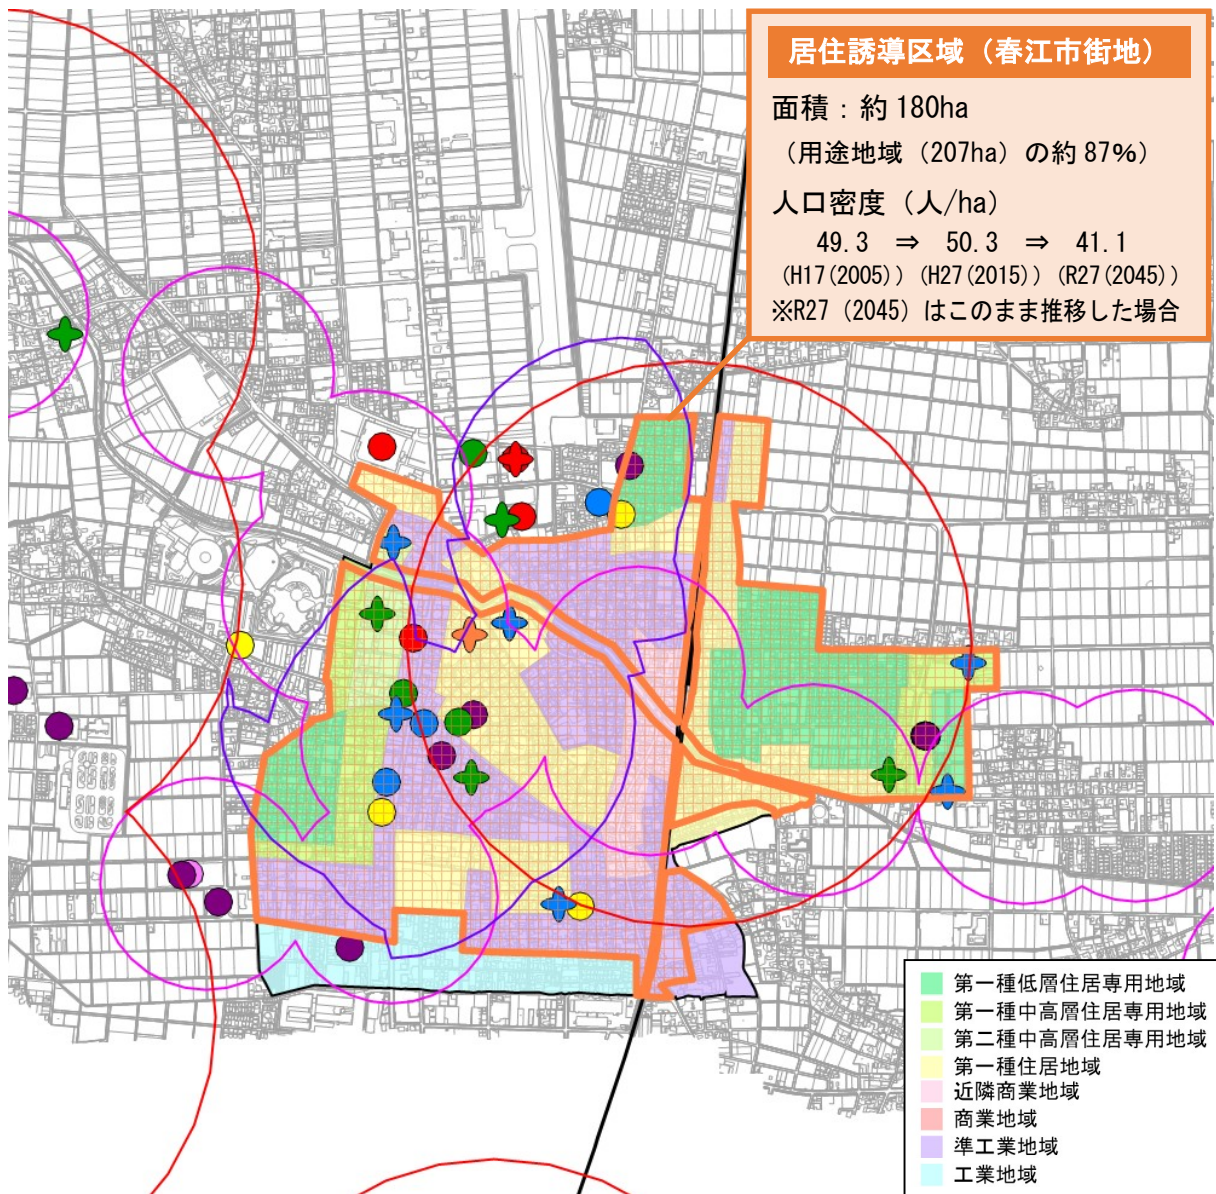 居住誘導区域（春江市街地）
面積：約 180ha
（用途地域（207ha）の約 87%）
人口密度（人/ha）
49.3 ⇒ 50.3 ⇒ 41.1
（H17(2005)）（H27(2015)）（R27(2045)）
※R27（2045）はこのまま推移した場合
第一種低層住居専用地域
第一種中高層住居専用地域
第二種中高層住居専用地域
第一種住居地域
近隣商業地域
商業地域
準工業地域
工業地域